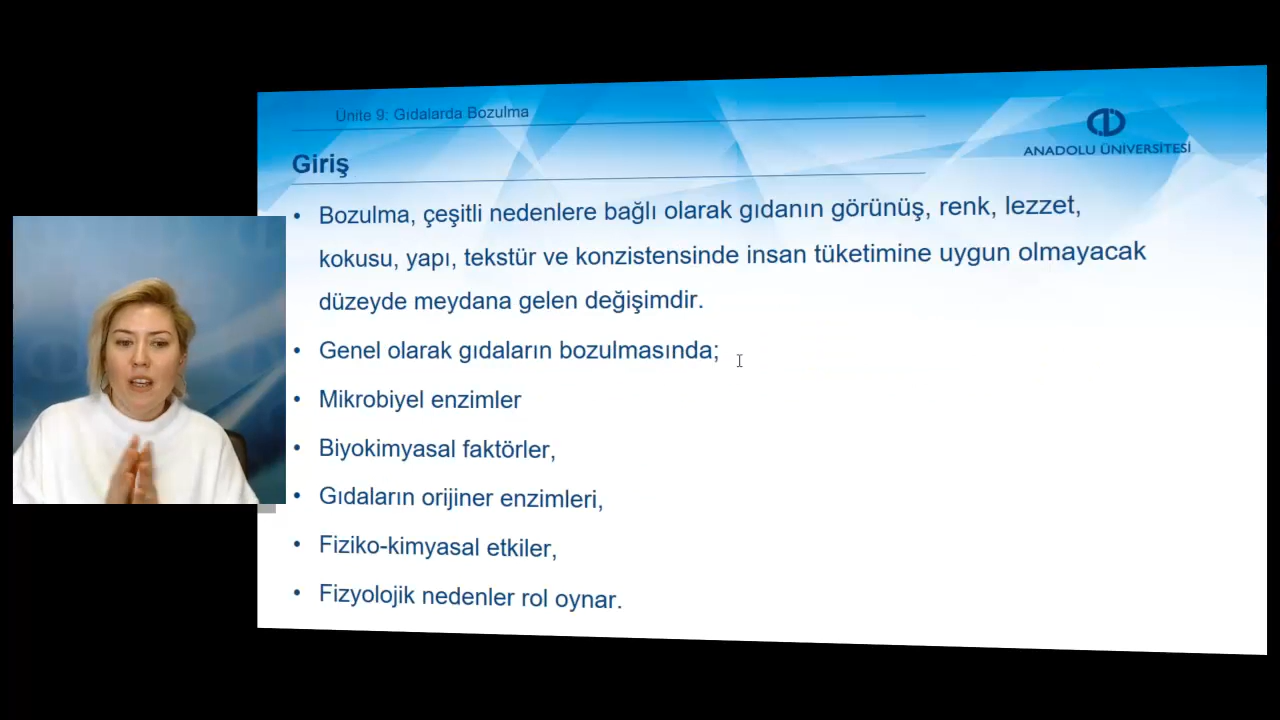 Ünite 9: Gıdalarda Bozulma
ANADOLU ÜNİVERSİTESİ
Giriş
• Bozulma, çeşitli nedenlere bağlı olarak gıdanın görünüş, renk, lezzet,
kokusu, yapı, tekstür ve konzistensinde insan tüketimine uygun olmayacak
düzeyde meydana gelen değişimdir.
• Genel olarak gıdaların bozulmasında;
• Mikrobiyel enzimler
• Biyokimyasal faktörler,
• Gıdaların orijiner enzimleri,
• Fiziko-kimyasal etkiler,
• Fizyolojik nedenler rol oynar.